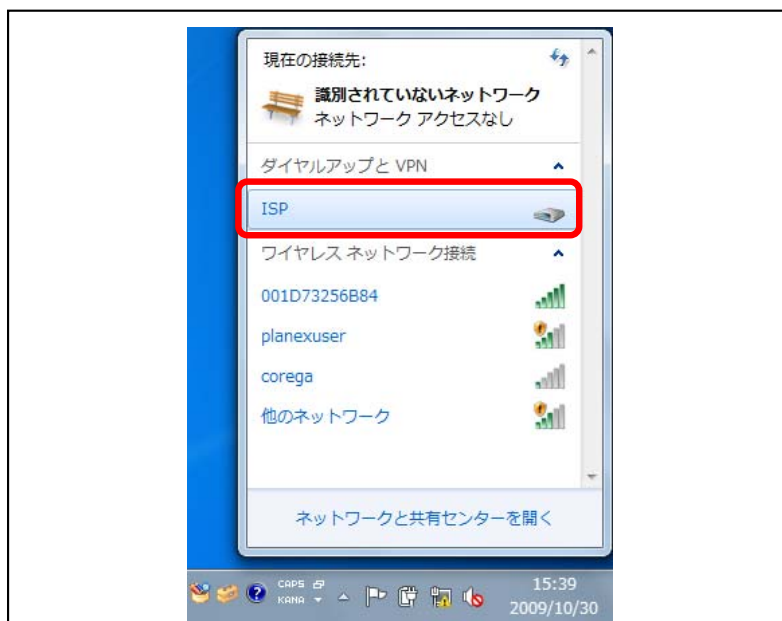 現在の接続先:
識別されていないネットワーク
ネットワーク アクセスなし
ダイヤルアップと VPN
ISP
ワイヤレス ネットワーク接続
001D73256B84
planexuser
corega
他のネットワーク
ネットワークと共有センターを開く
CAPS
KANA
15:39
2009/10/30